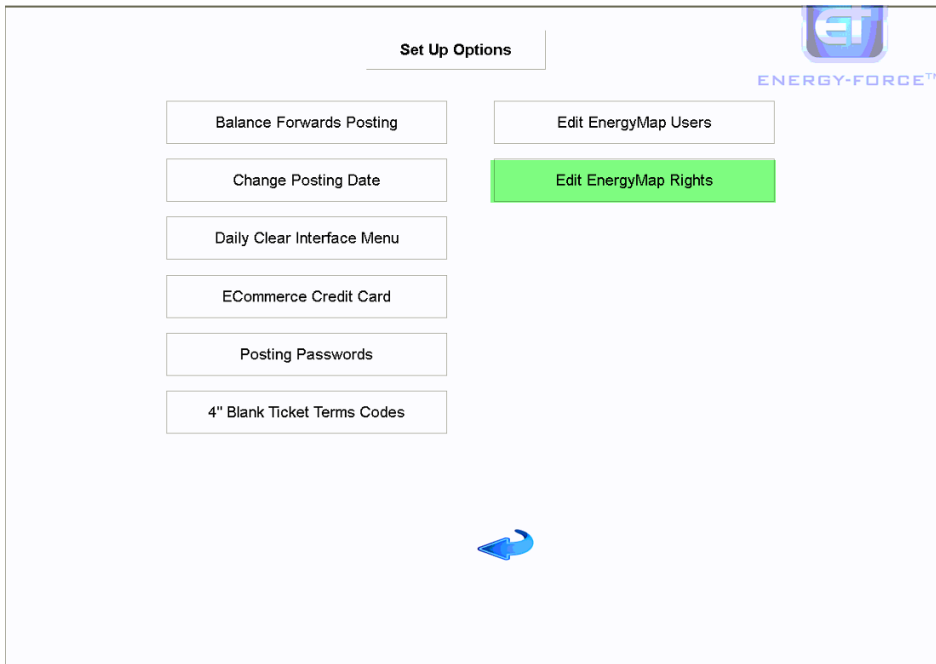 Set Up Options
ENERGY-FORCE™
Balance Forwards Posting
Edit EnergyMap Users
Change Posting Date
Edit EnergyMap Rights
Daily Clear Interface Menu
ECommerce Credit Card
Posting Passwords
4" Blank Ticket Terms Codes